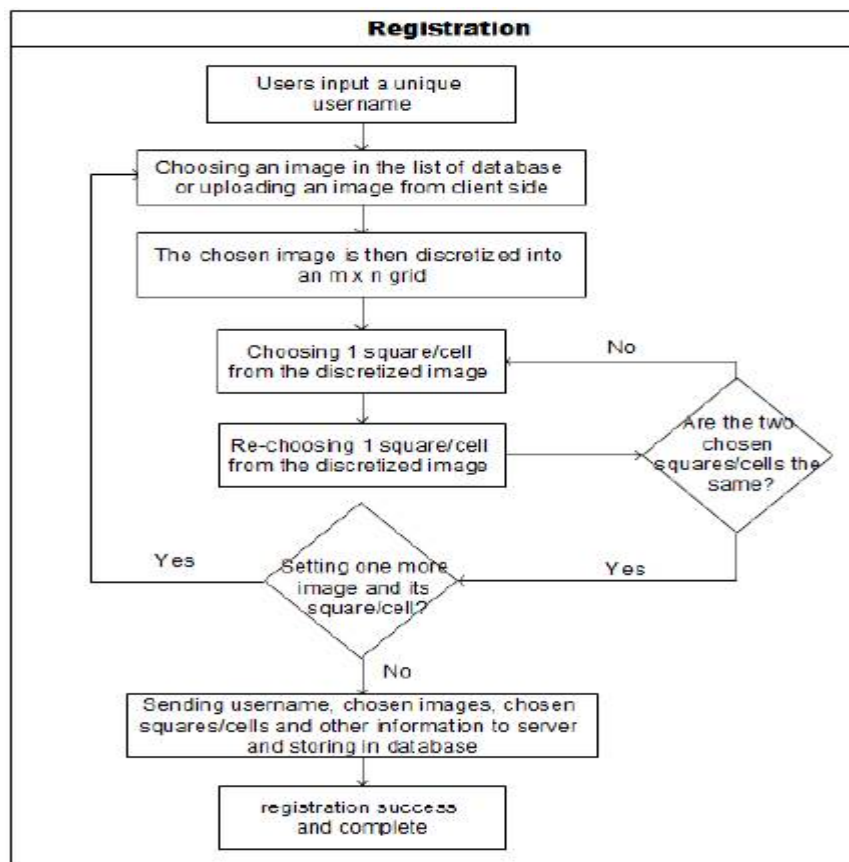 Registration
Users input a unique
username
Choosing an image in the list of database
or uploading an image from client side
The chosen image is then discretized into
an m x n grid
Choosing 1 square/cell
from the discretized image
No
Re-choosing 1 square/cell
from the discretized image
Are the two
chosen
squares/cells the
same?
Yes
Setting one more
image and its
square/cell?
Yes
No
Sending username, chosen images, chosen
squares/cells and other information to server
and storing in database
registration success
and complete